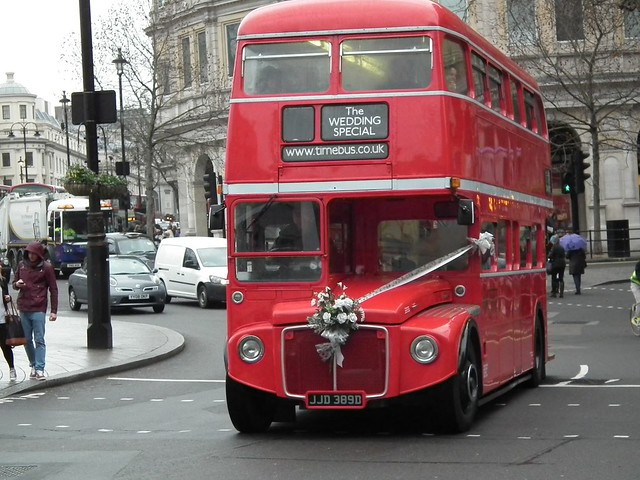 The
WEDDING
SPECIAL
www.timebus.co.uk
JJD 389D